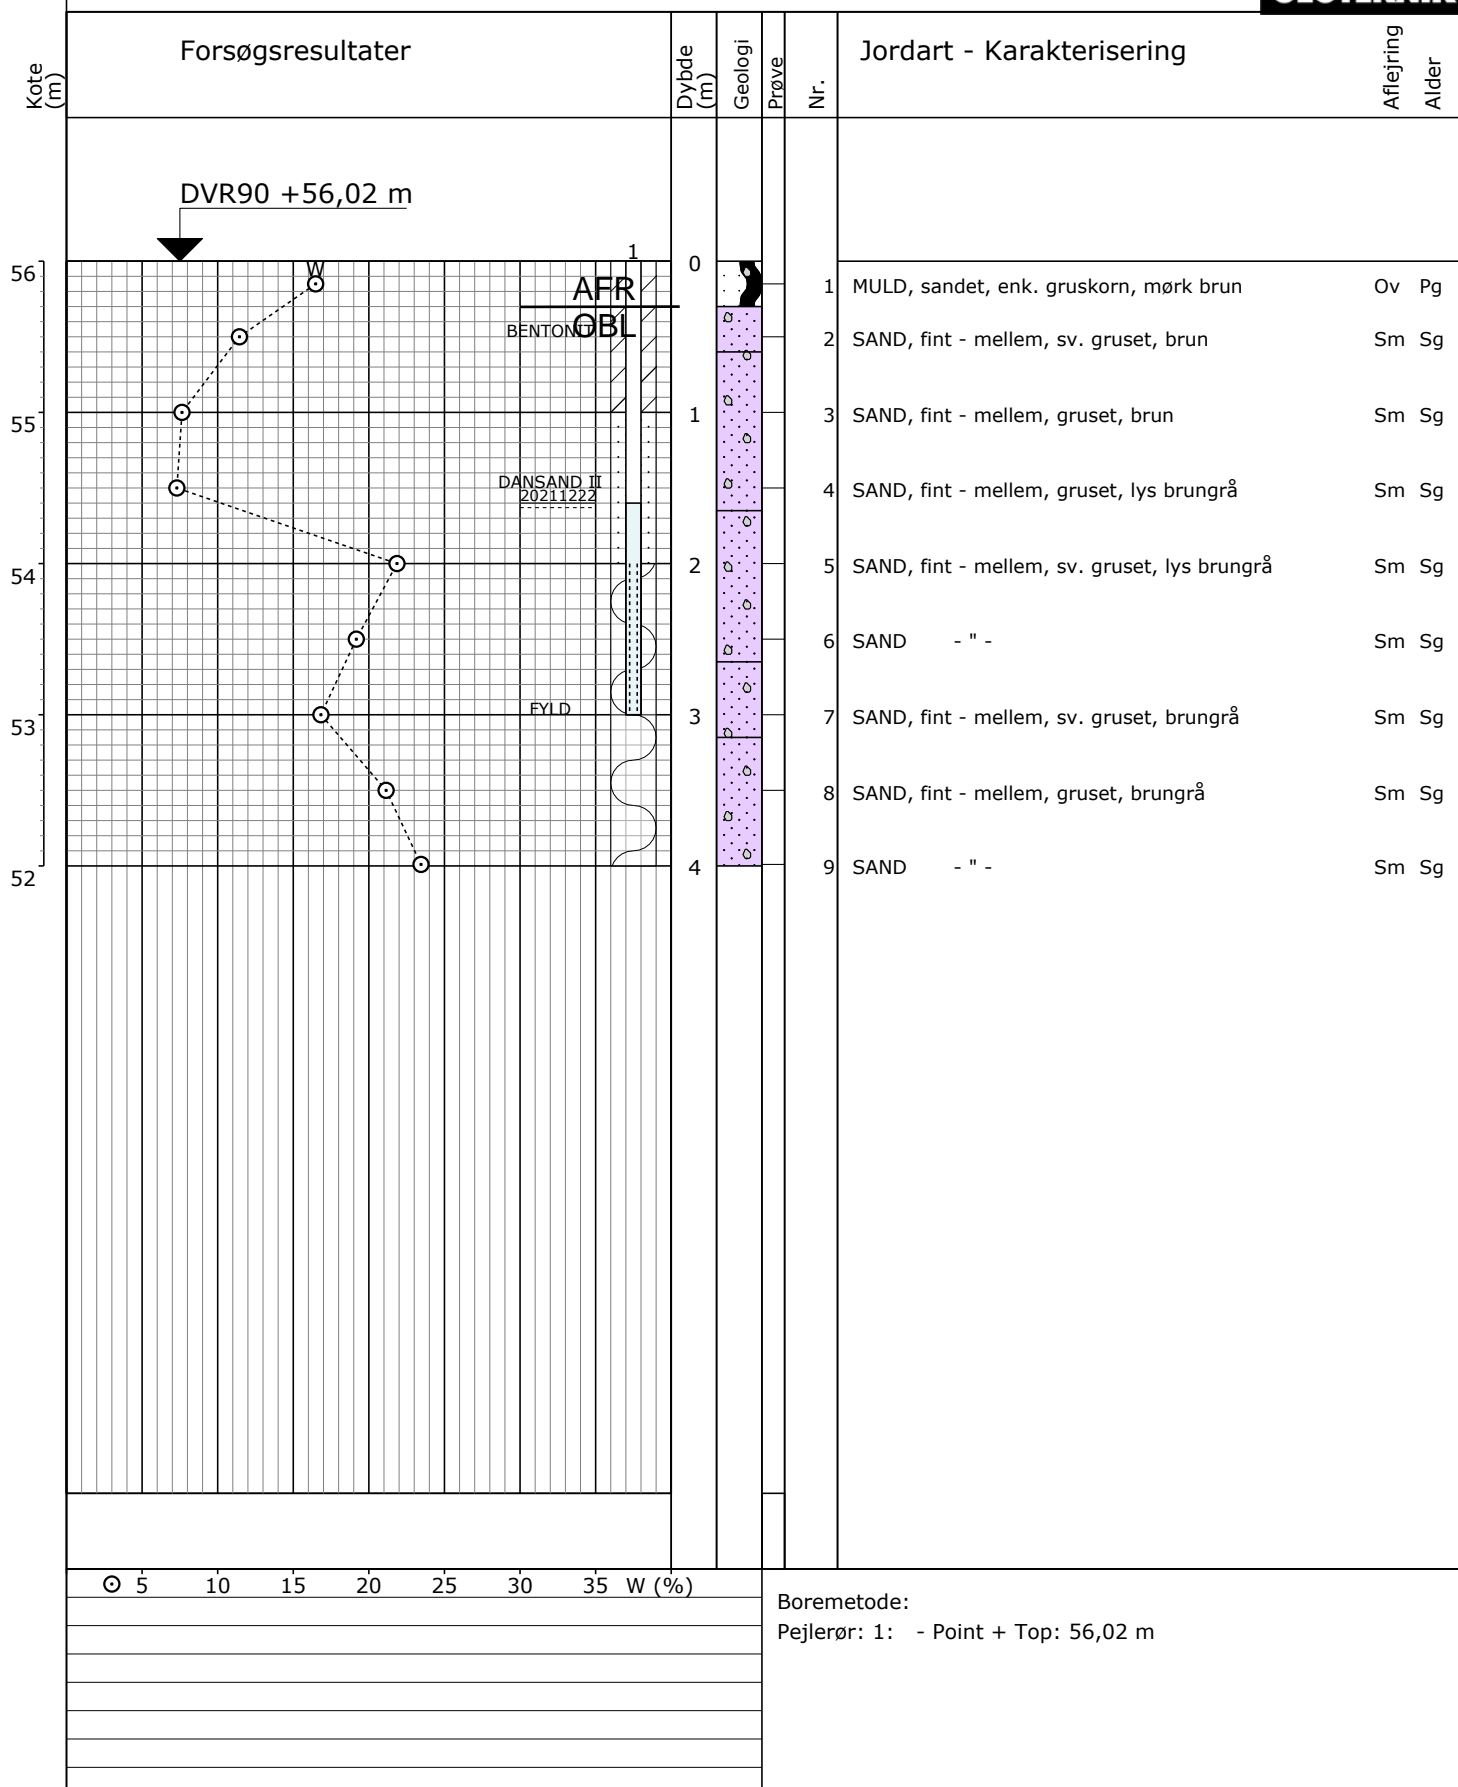 Kote (m)
Forsøgsresultater
Dybde (m)
Geologi
Prøve
Nr.
Jordart - Karakterisering
Aflejring
Alder
DVR90 +56,02 m
1
56
W
AFR
0
1 MULD, sandet, enk. gruskorn, mørk brun Ov Pg
BENTONIT
OBL
2 SAND, fint - mellem, sv. gruset, brun Sm Sg
55
1
3 SAND, fint - mellem, gruset, brun Sm Sg
DANSAND II
20211222
4 SAND, fint - mellem, gruset, lys brungrå Sm Sg
54
2
5 SAND, fint - mellem, sv. gruset, lys brungrå Sm Sg
6 SAND - " - Sm Sg
53
FYLD
3
7 SAND, fint - mellem, sv. gruset, brungrå Sm Sg
8 SAND, fint - mellem, gruset, brungrå Sm Sg
52
4
9 SAND - " - Sm Sg
5 10 15 20 25 30 35 W (%)
Boremetode:
Pejlerør: 1: - Point + Top: 56,02 m